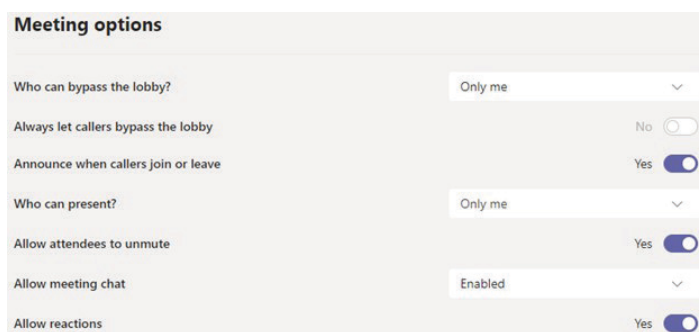 Meeting options
Who can bypass the lobby? Only me
Always let callers bypass the lobby No
Announce when callers join or leave Yes
Who can present? Only me
Allow attendees to unmute Yes
Allow meeting chat Enabled
Allow reactions Yes